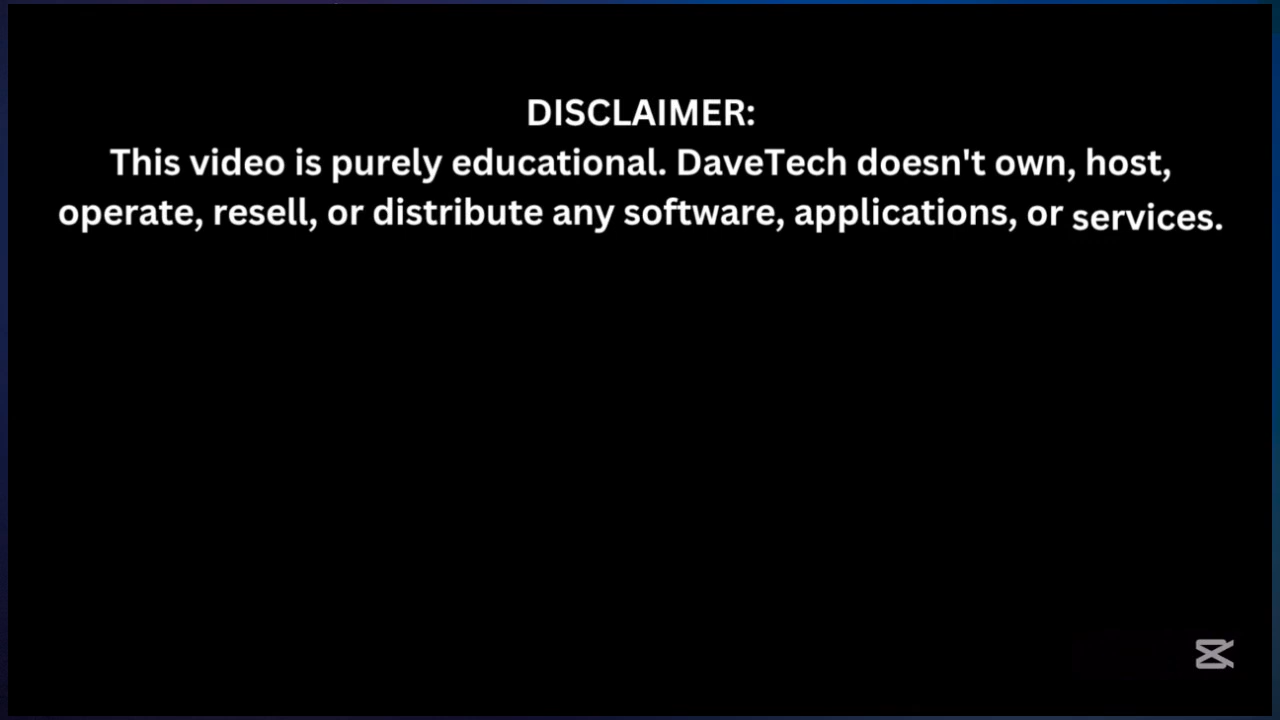 DISCLAIMER:
This video is purely educational. DaveTech doesn't own, host,
operate, resell, or distribute any software, applications, or services.